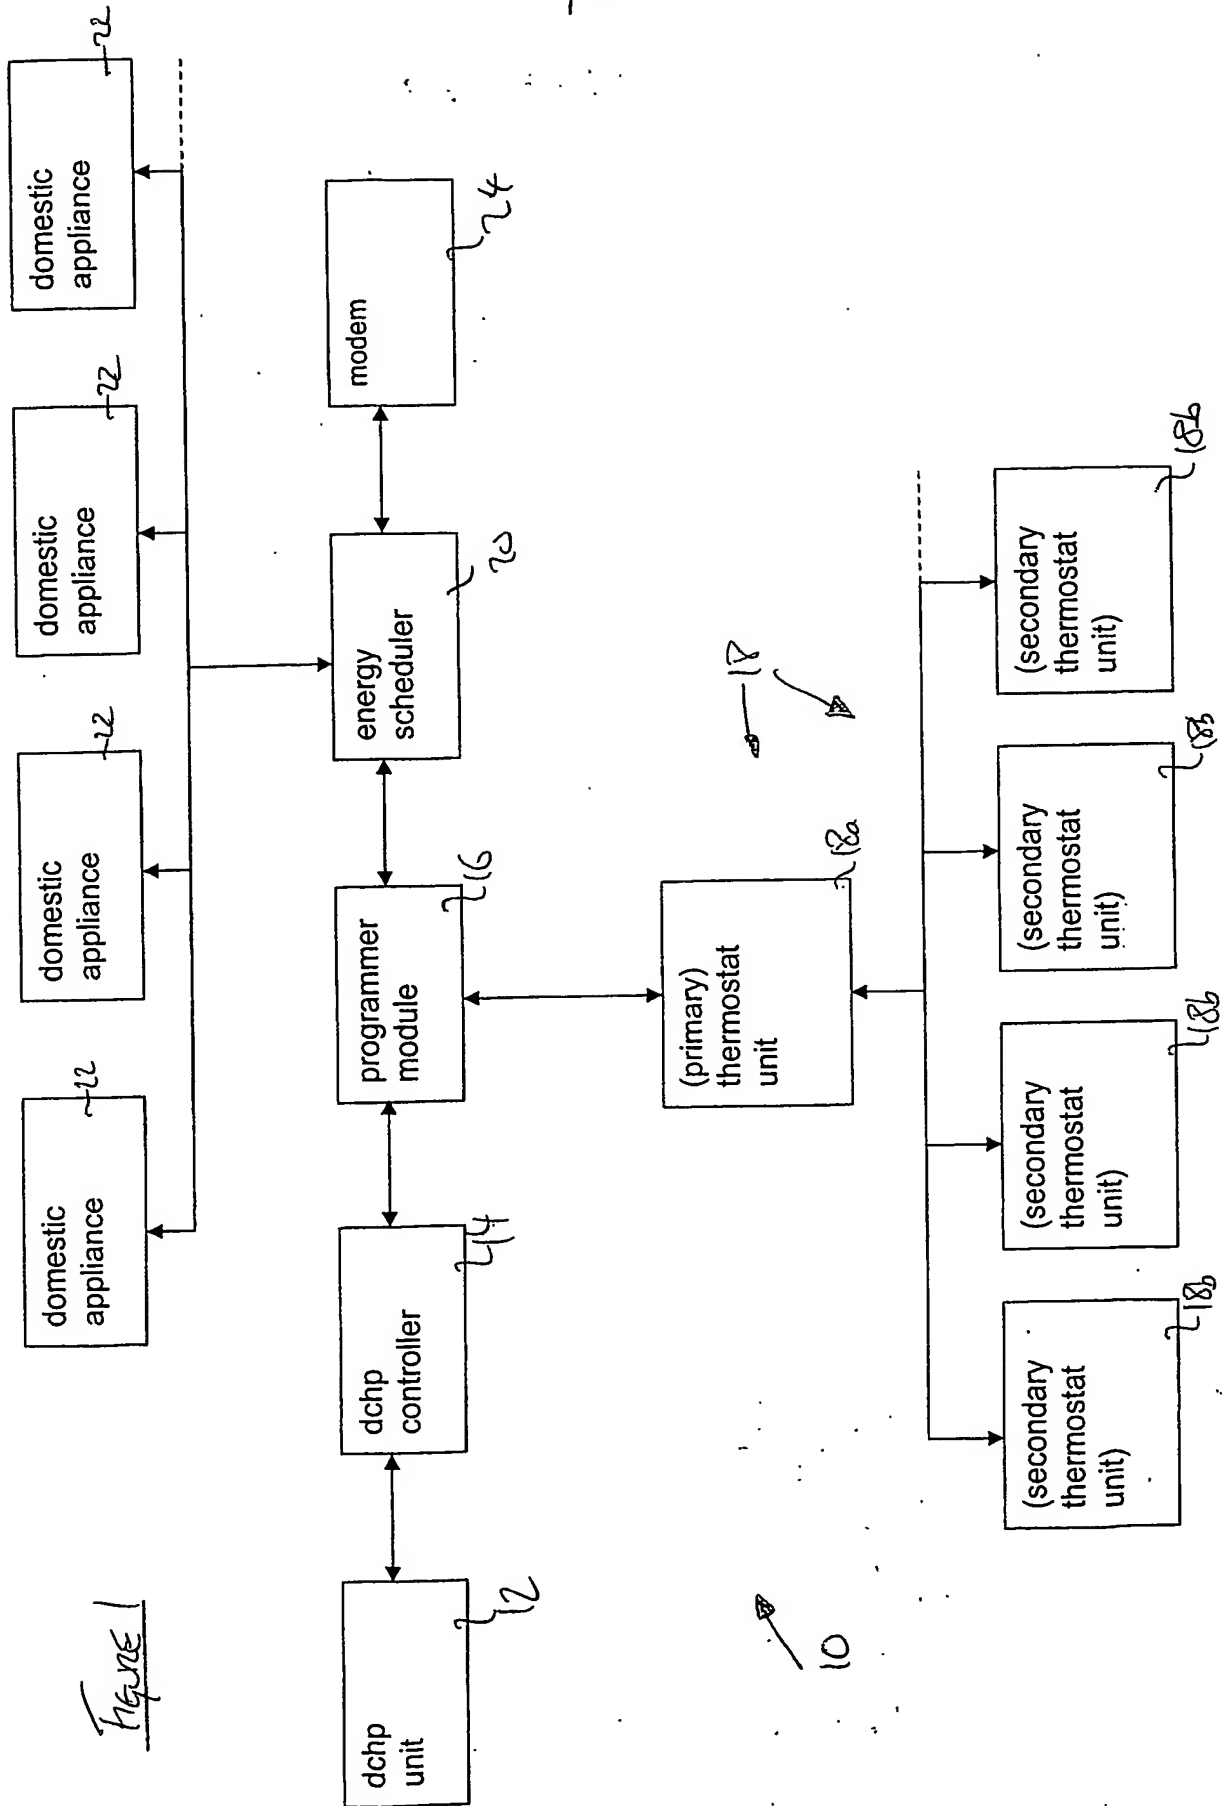 FIGURE 1
domestic
appliance
22
domestic
appliance
22
domestic
appliance
22
domestic
appliance
22
dchp
unit
12
dchp
controller
14
programmer
module
16
energy
scheduler
20
modem
24
(primary)
thermostat
unit
18a
18
10
(secondary
thermostat
unit)
18b
(secondary
thermostat
unit)
18b
(secondary
thermostat
unit)
18b
(secondary
thermostat
unit)
18b